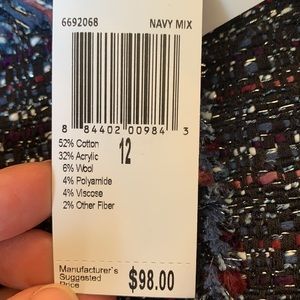 6692068 NAVY MIX
8 84402 00984 3
52% Cotton
32% Acrylic
6% Wool
4% Polyamide
4% Viscose
2% Other Fiber
12
Manufacturer's
Suggested
Price
$98.00